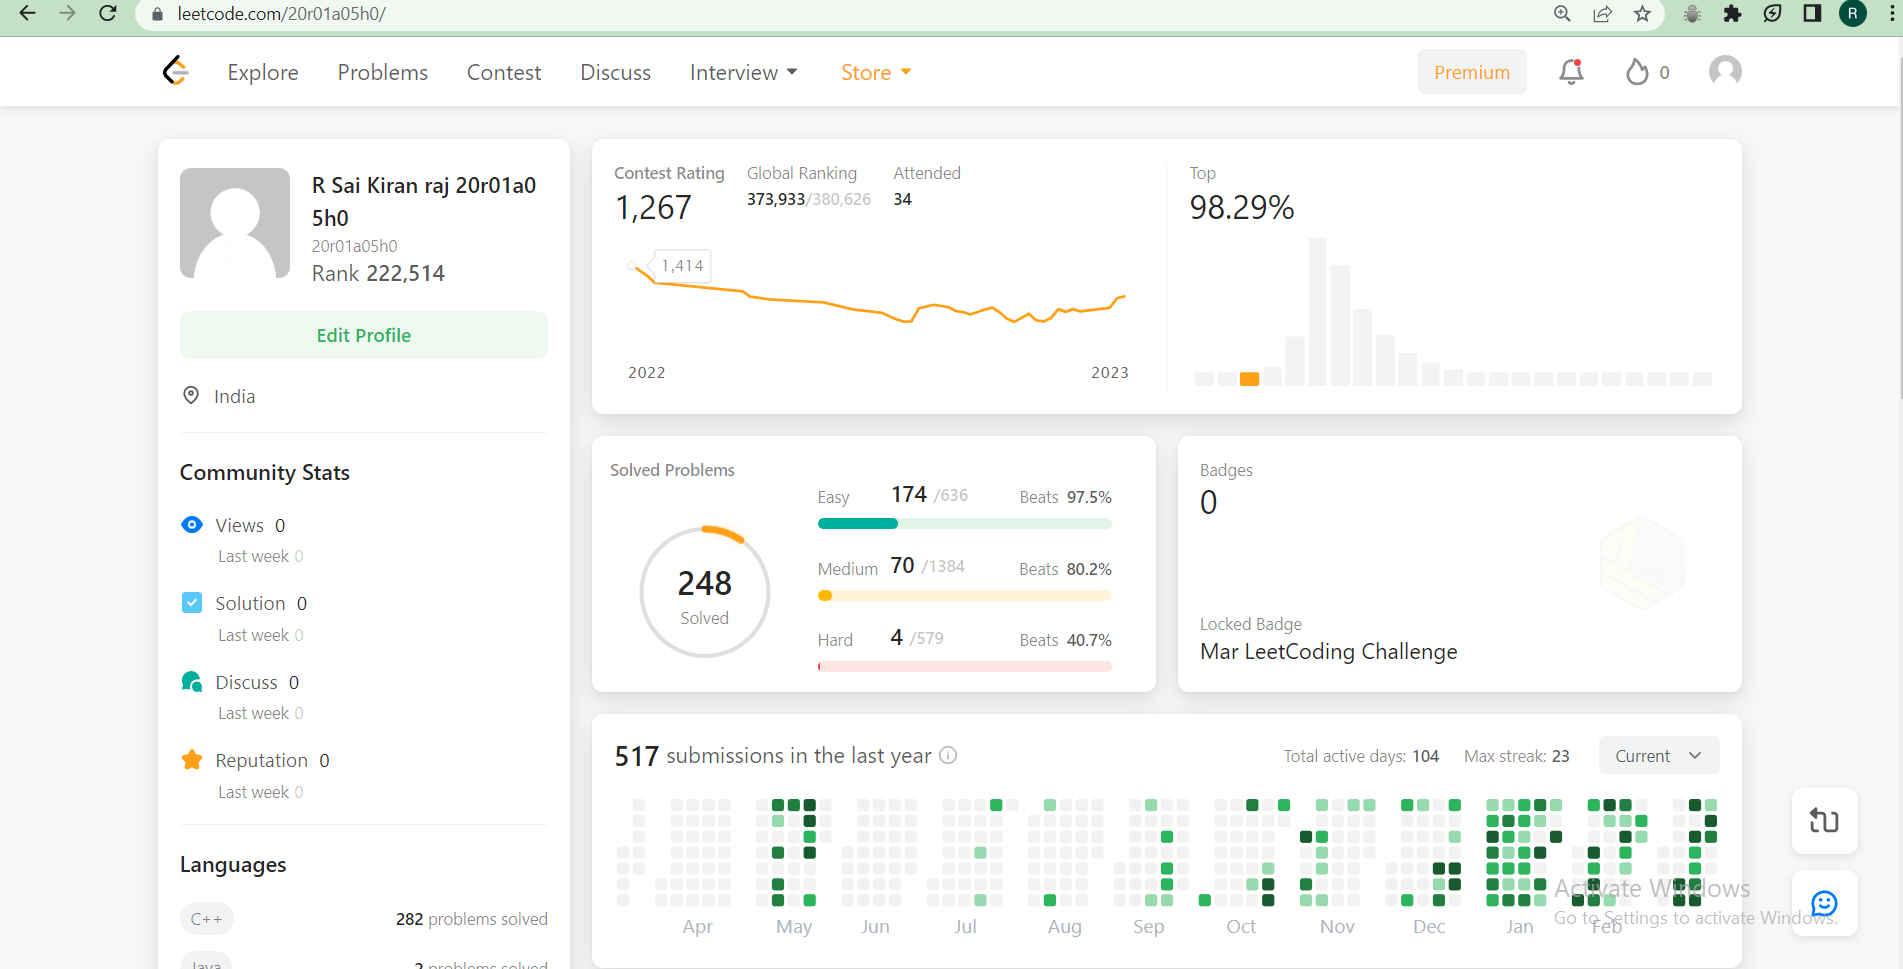 leetcode.com/20r01a05h0/
R
Explore Problems Contest Discuss Interview Store Premium 0
R Sai Kiran raj 20r01a0
5h0
20r01a05h0
Rank 222,514
Edit Profile
India
Community Stats
Views 0
Last week 0
Solution 0
Last week 0
Discuss 0
Last week 0
Reputation 0
Last week 0
Languages
C++ 282 problems solved
Java 2 problems solved
Contest Rating
1,267
Global Ranking
373,933/380,626
Attended
34
1,414
2022 2023
Top
98.29%
Solved Problems
248
Solved
Easy 174 /636 Beats 97.5%
Medium 70 /1384 Beats 80.2%
Hard 4 /579 Beats 40.7%
Badges
0
Locked Badge
Mar LeetCoding Challenge
517 submissions in the last year
Total active days: 104 Max streak: 23 Current
Apr May Jun Jul Aug Sep Oct Nov Dec Jan Feb
Activate Windows
Go to Settings to activate Windows.